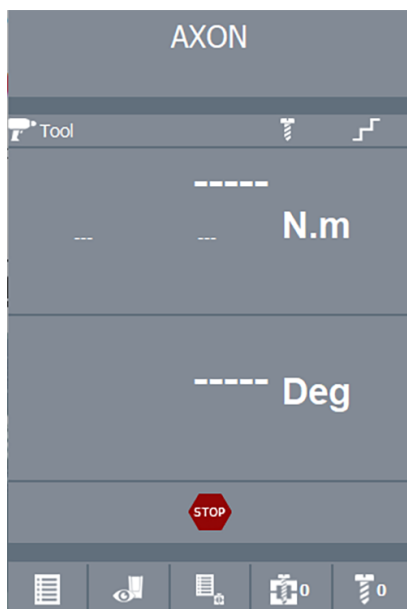 AXON
Tool
-----
--- --- N.m
----- Deg
STOP
0 0